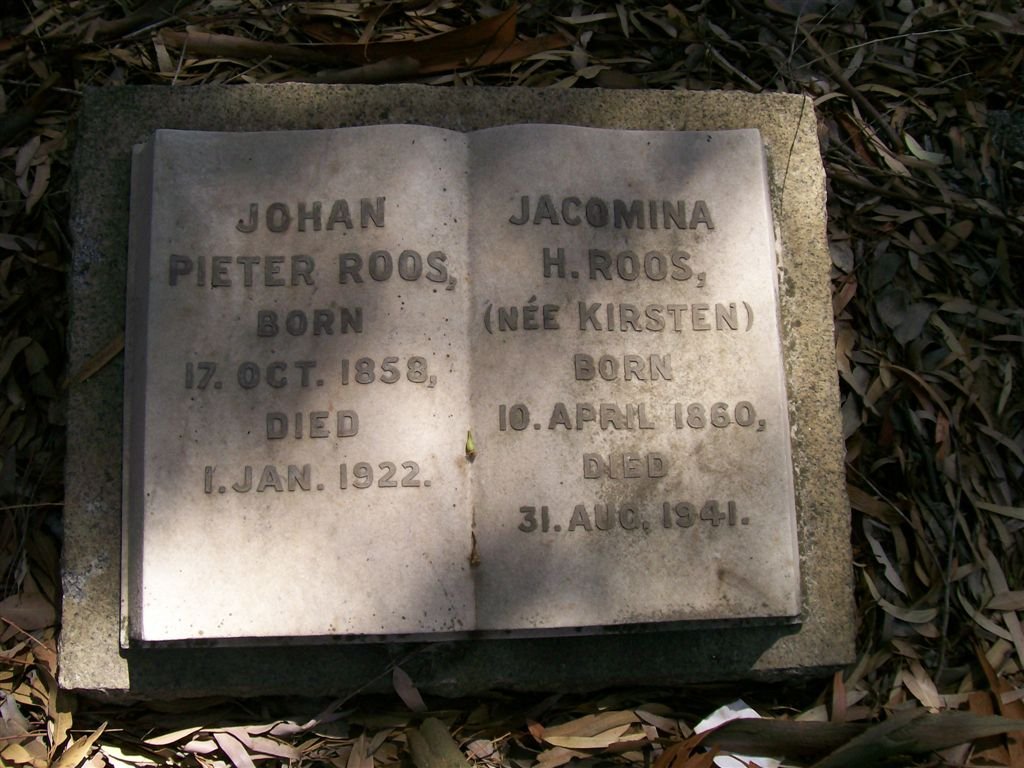 JOHAN
PIETER ROOS,
BORN
17. OCT. 1858,
DIED
1. JAN. 1922.
JACOMINA
H. ROOS,
(NÉE KIRSTEN)
BORN
10. APRIL 1860,
DIED
31. AUG. 1941.